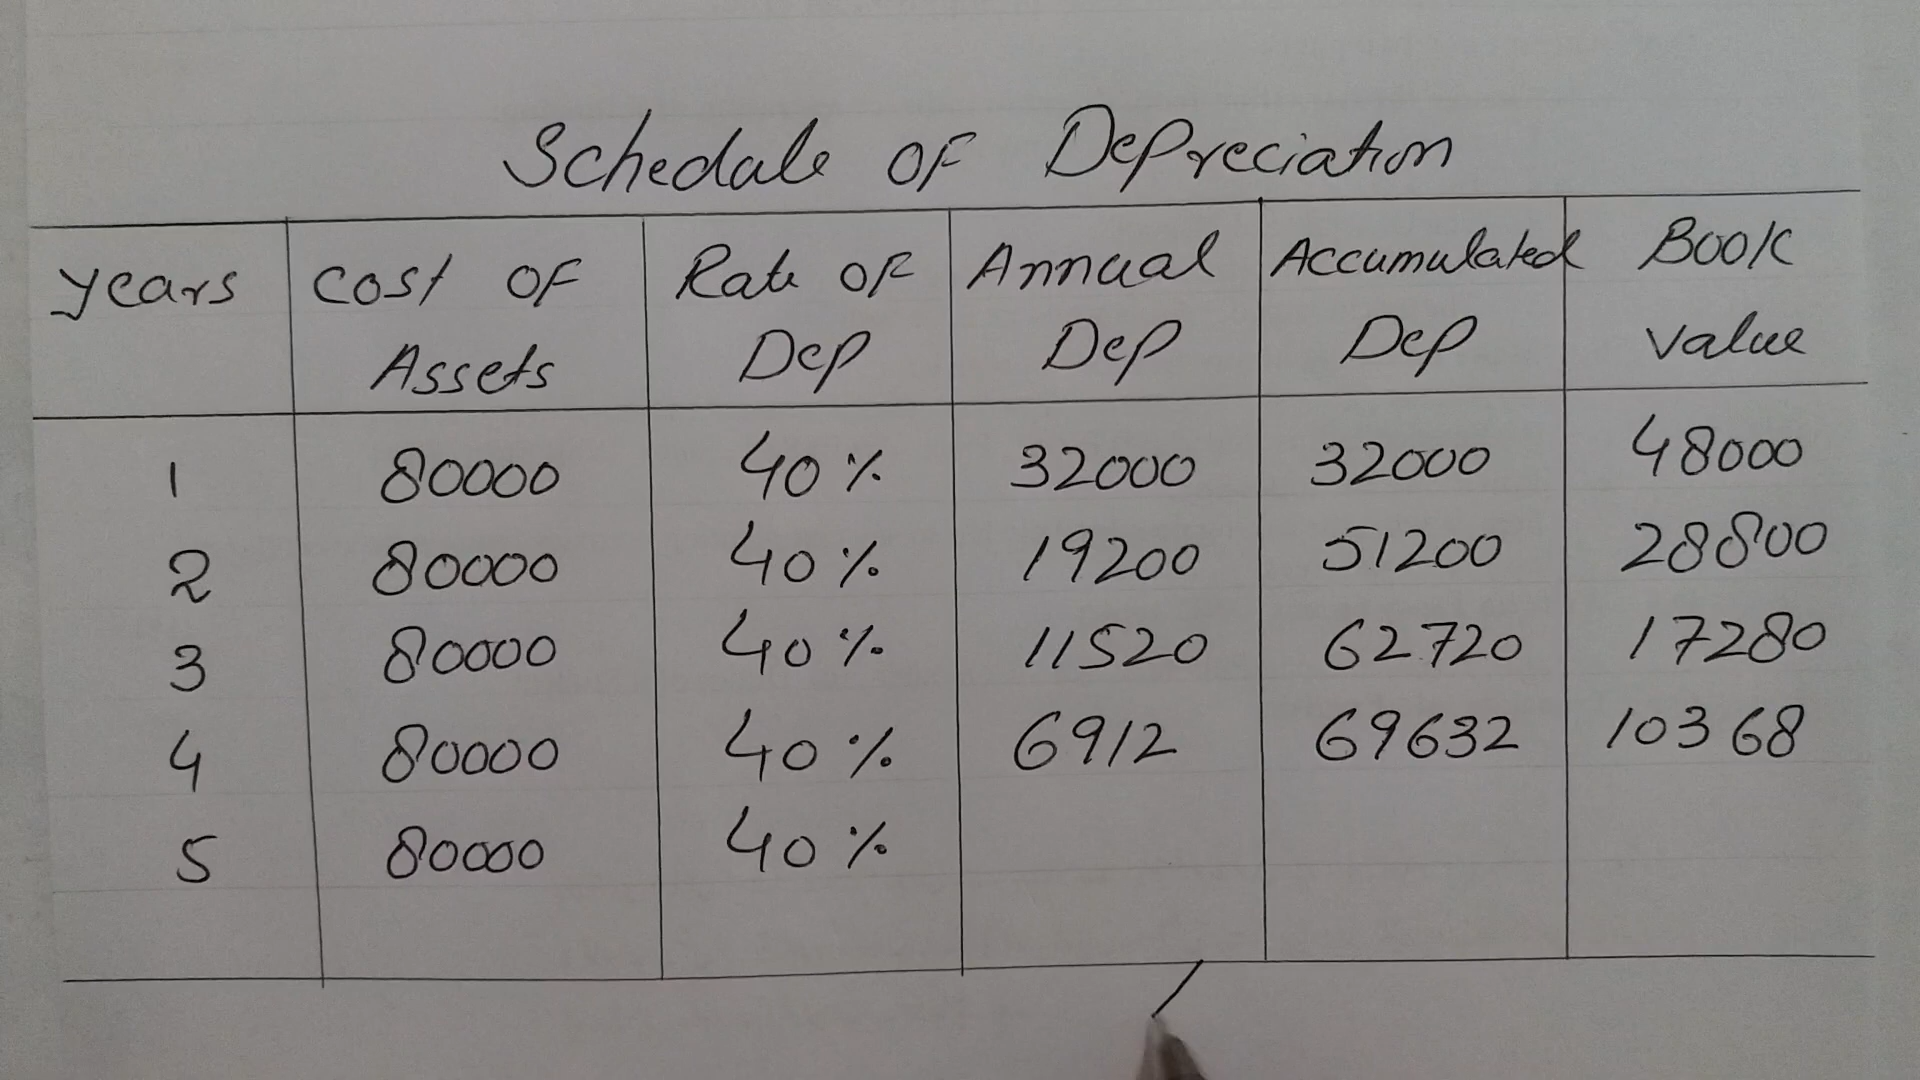 Schedule OF Depreciation
years cost OF Assets Rate OF Dep Annual Dep Accumulated Dep Book value
1 80000 40% 32000 32000 48000
2 80000 40% 19200 51200 28800
3 80000 40% 11520 62720 17280
4 80000 40% 6912 69632 10368
5 80000 40%